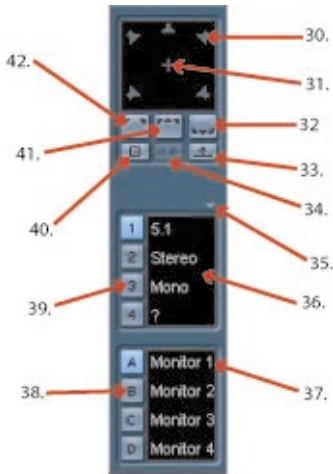 30.
31.
42.
41.
32
33.
40.
34.
35.
1 5.1
2 Stereo
36.
39.
3 Mono
4 ?
A Monitor 1
37.
38.
B Monitor 2
C Monitor 3
D Monitor 4